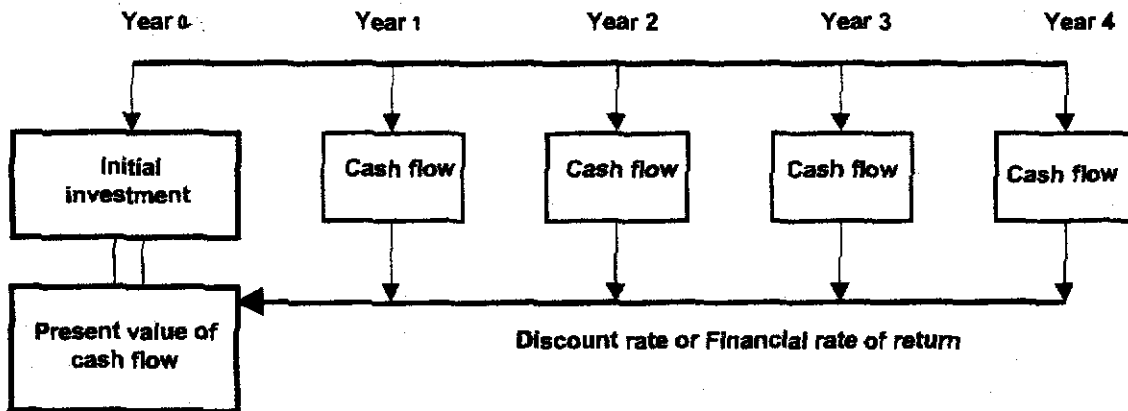 Year 0 Year 1 Year 2 Year 3 Year 4
Initial
investment
Cash flow Cash flow Cash flow Cash flow
Present value of
cash flow
Discount rate or Financial rate of return